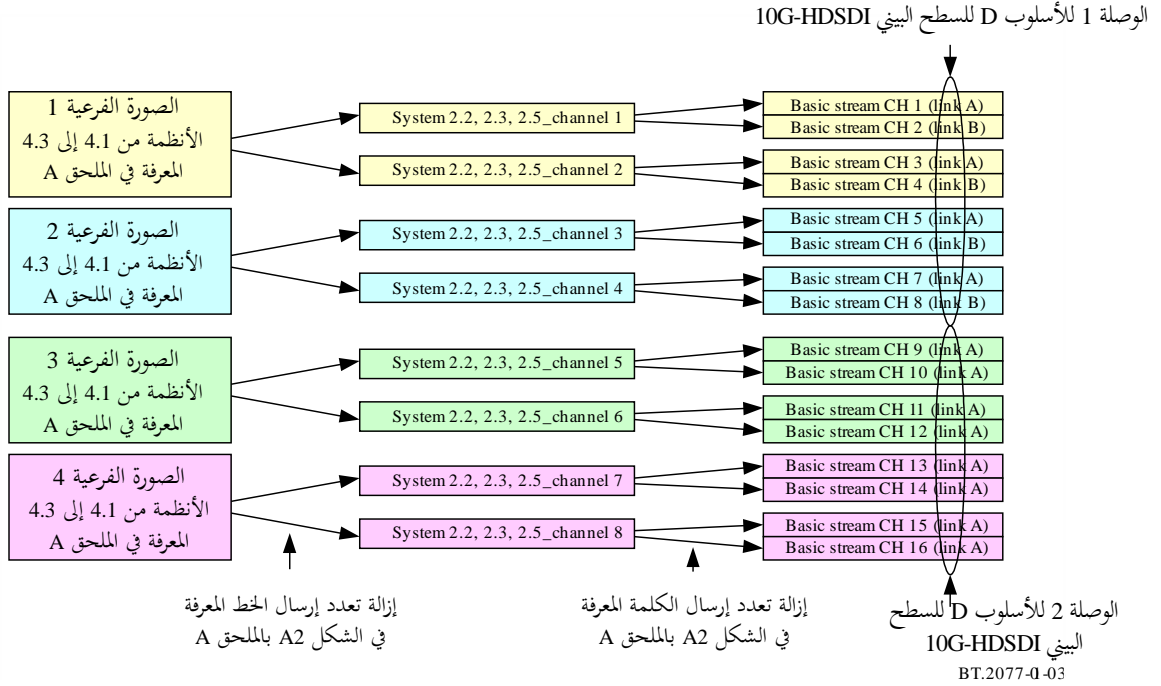 الوصلة 1 للأسلوب D للسطح البيني 10G-HDSDI
الصورة الفرعية 1
الأنظمة من 4.1 إلى 4.3
المعرفة في الملحق A
System 2.2, 2.3, 2.5_channel 1
System 2.2, 2.3, 2.5_channel 2
Basic stream CH 1 (link A)
Basic stream CH 2 (link B)
Basic stream CH 3 (link A)
Basic stream CH 4 (link B)
الصورة الفرعية 2
الأنظمة من 4.1 إلى 4.3
المعرفة في الملحق A
System 2.2, 2.3, 2.5_channel 3
System 2.2, 2.3, 2.5_channel 4
Basic stream CH 5 (link A)
Basic stream CH 6 (link B)
Basic stream CH 7 (link A)
Basic stream CH 8 (link B)
الصورة الفرعية 3
الأنظمة من 4.1 إلى 4.3
المعرفة في الملحق A
System 2.2, 2.3, 2.5_channel 5
System 2.2, 2.3, 2.5_channel 6
Basic stream CH 9 (link A)
Basic stream CH 10 (link A)
Basic stream CH 11 (link A)
Basic stream CH 12 (link A)
الصورة الفرعية 4
الأنظمة من 4.1 إلى 4.3
المعرفة في الملحق A
System 2.2, 2.3, 2.5_channel 7
System 2.2, 2.3, 2.5_channel 8
Basic stream CH 13 (link A)
Basic stream CH 14 (link A)
Basic stream CH 15 (link A)
Basic stream CH 16 (link A)
إزالة تعدد إرسال الخط المعرفة
في الشكل A2 بالملحق A
إزالة تعدد إرسال الكلمة المعرفة
في الشكل A2 بالملحق A
الوصلة 2 للأسلوب D للسطح
البيني 10G-HDSDI
BT.2077-0-03